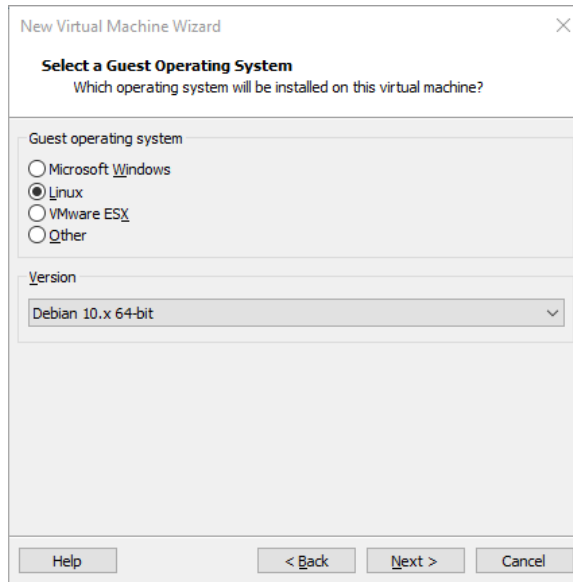 New Virtual Machine Wizard
Select a Guest Operating System
Which operating system will be installed on this virtual machine?
Guest operating system
Microsoft Windows
Linux
VMware ESX
Other
Version
Debian 10.x 64-bit
Help < Back Next > Cancel